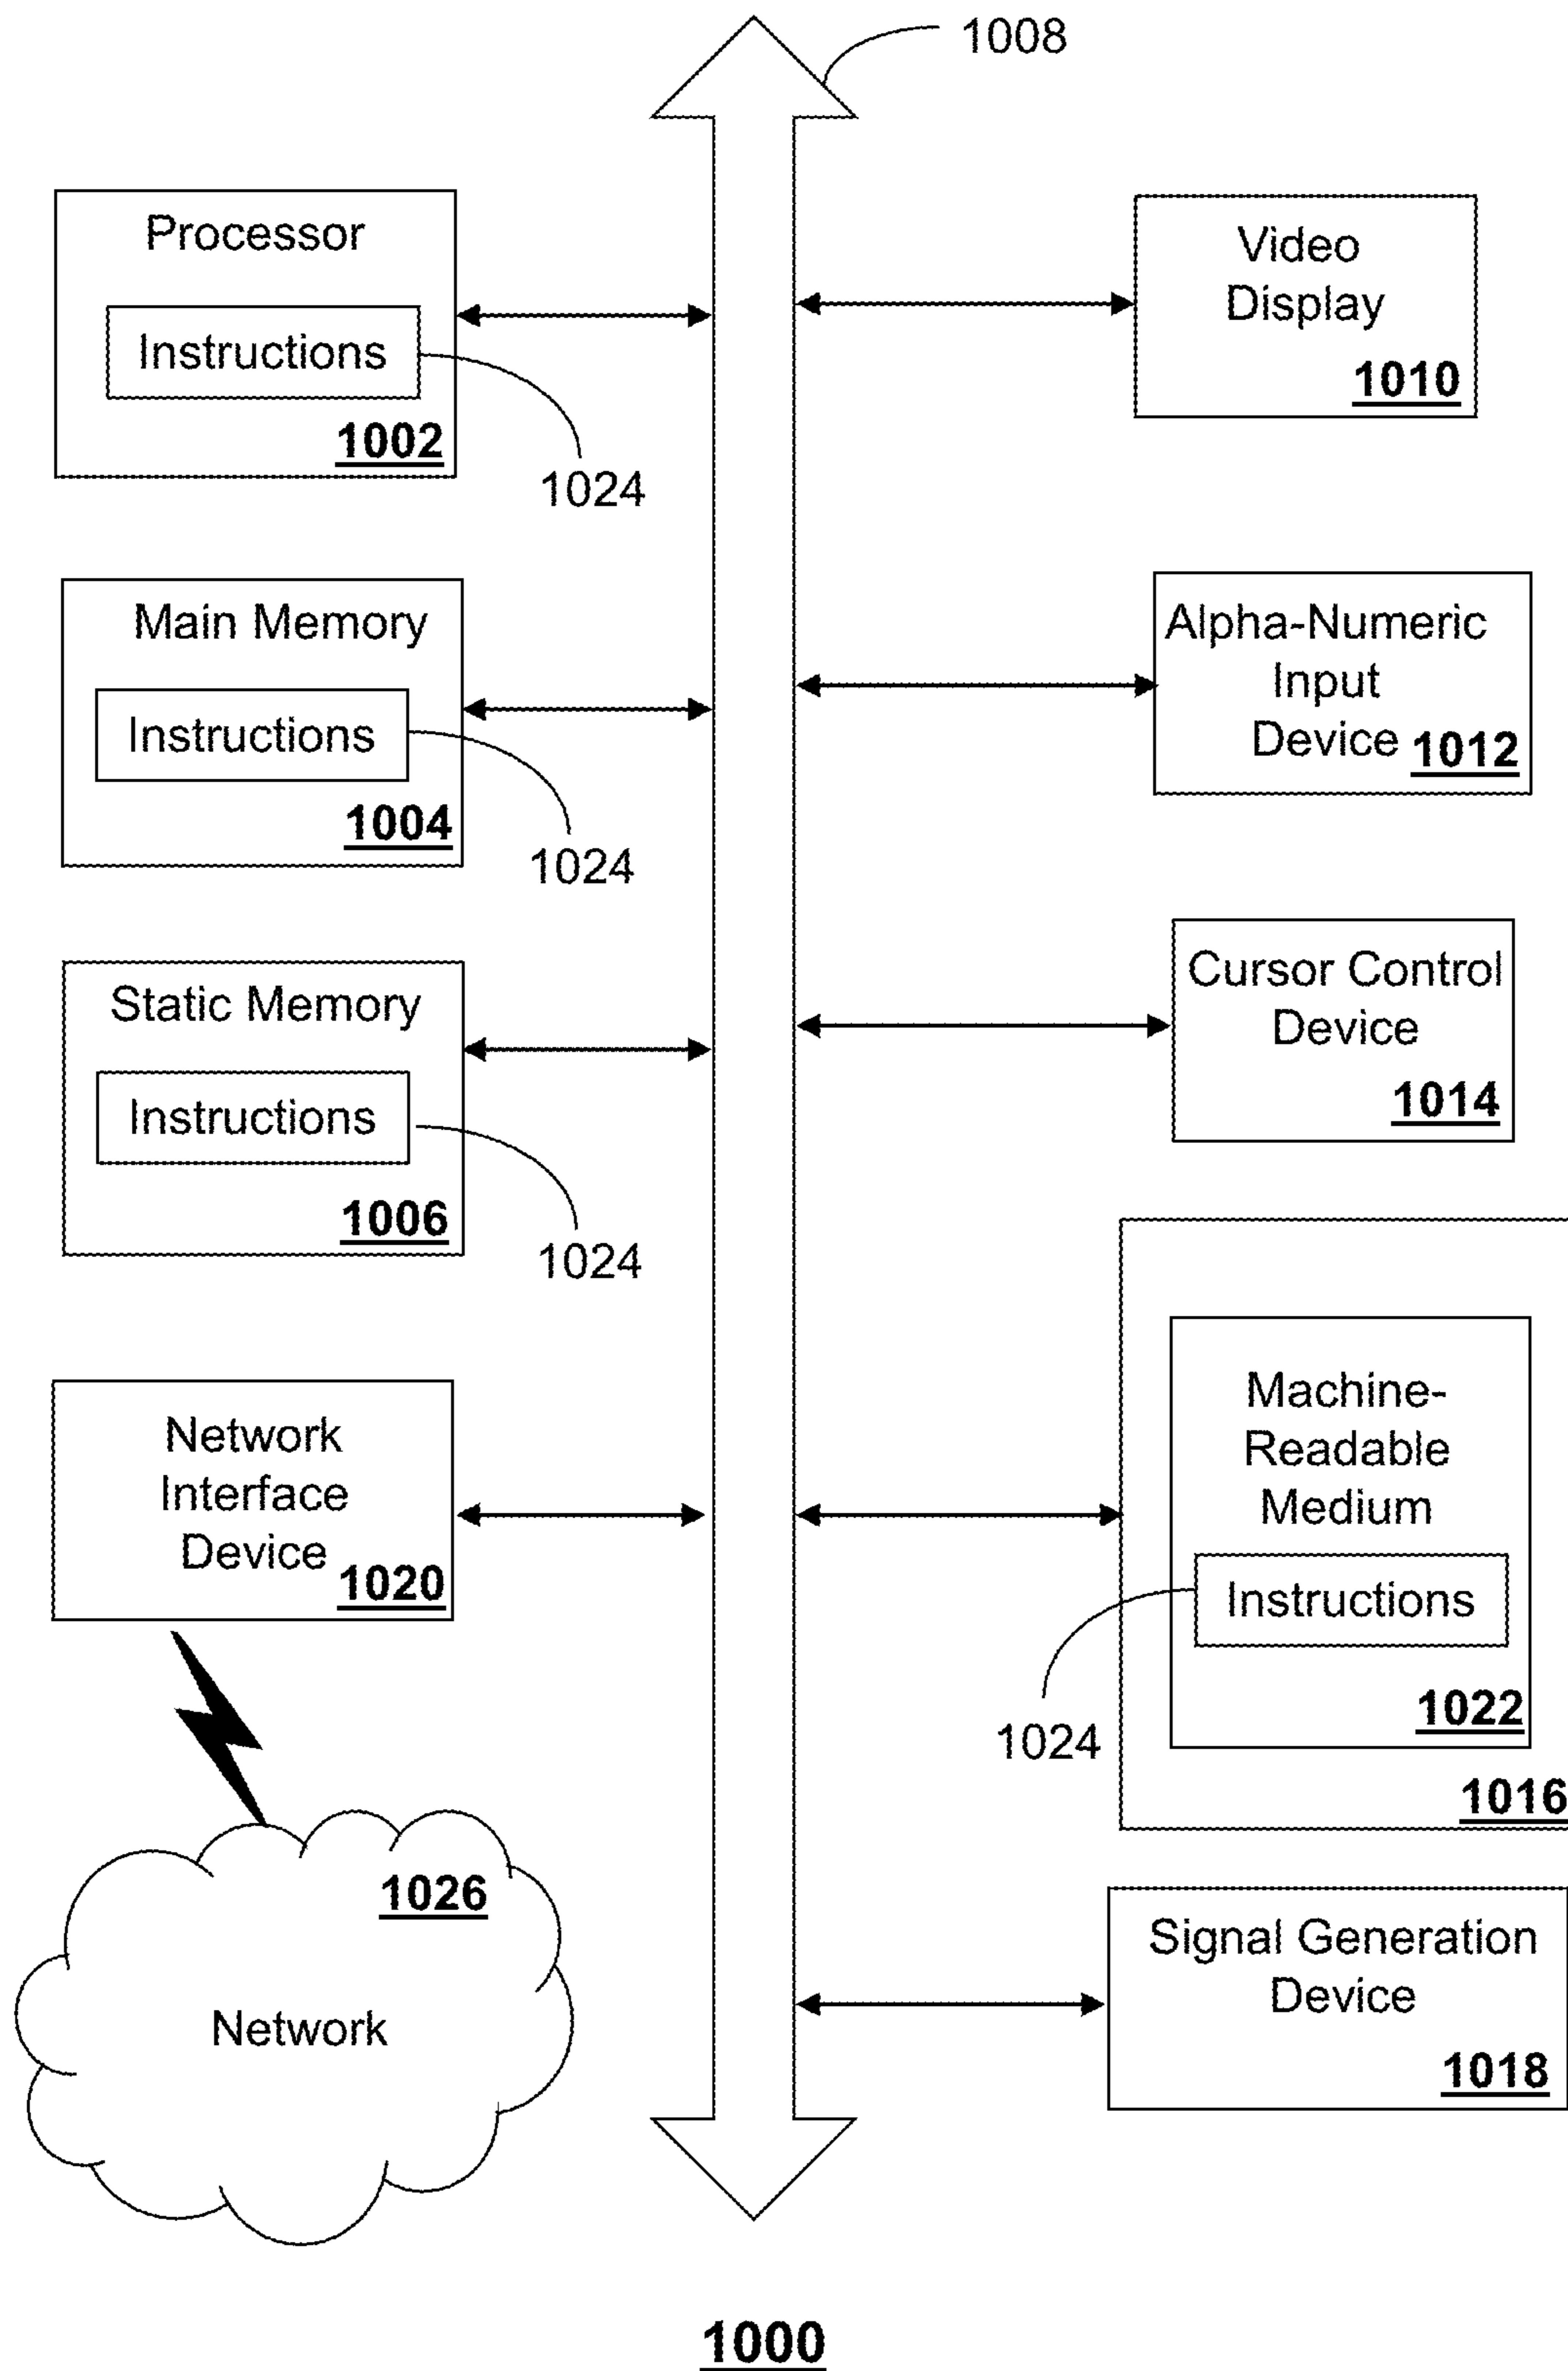 1008
Processor
Instructions
1002
1024
Main Memory
Instructions
1004
1024
Static Memory
Instructions
1006
1024
Network
Interface
Device
1020
1026
Network
Video
Display
1010
Alpha-Numeric
Input
Device 1012
Cursor Control
Device
1014
Machine-
Readable
Medium
Instructions
1022
1024
1016
Signal Generation
Device
1018
1000